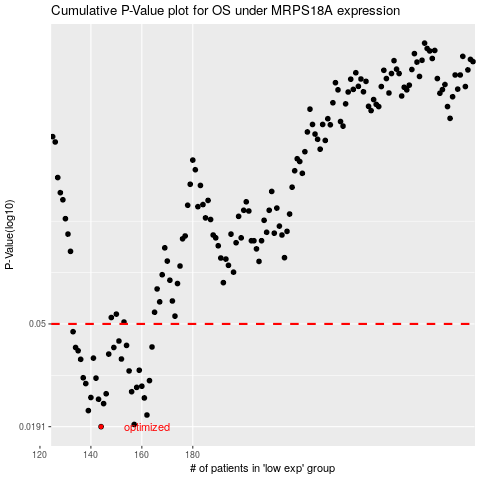 Cumulative P-Value plot for OS under MRPS18A expression
P-Value(log10)
0.05
0.0191
optimized
120 140 160 180
# of patients in 'low exp' group